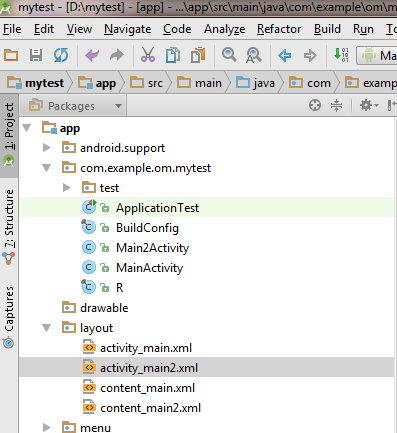 mytest - [D:\mytest] - [app] - ...\app\src\main\java\com\example\om\m
File Edit View Navigate Code Analyze Refactor Build Run
Ma
mytest app src main java com examp
1: Project
Packages
app
android.support
com.example.om.mytest
test
ApplicationTest
BuildConfig
Main2Activity
7: Structure
MainActivity
R
Captures
drawable
layout
activity_main.xml
activity_main2.xml
content_main.xml
content_main2.xml
menu